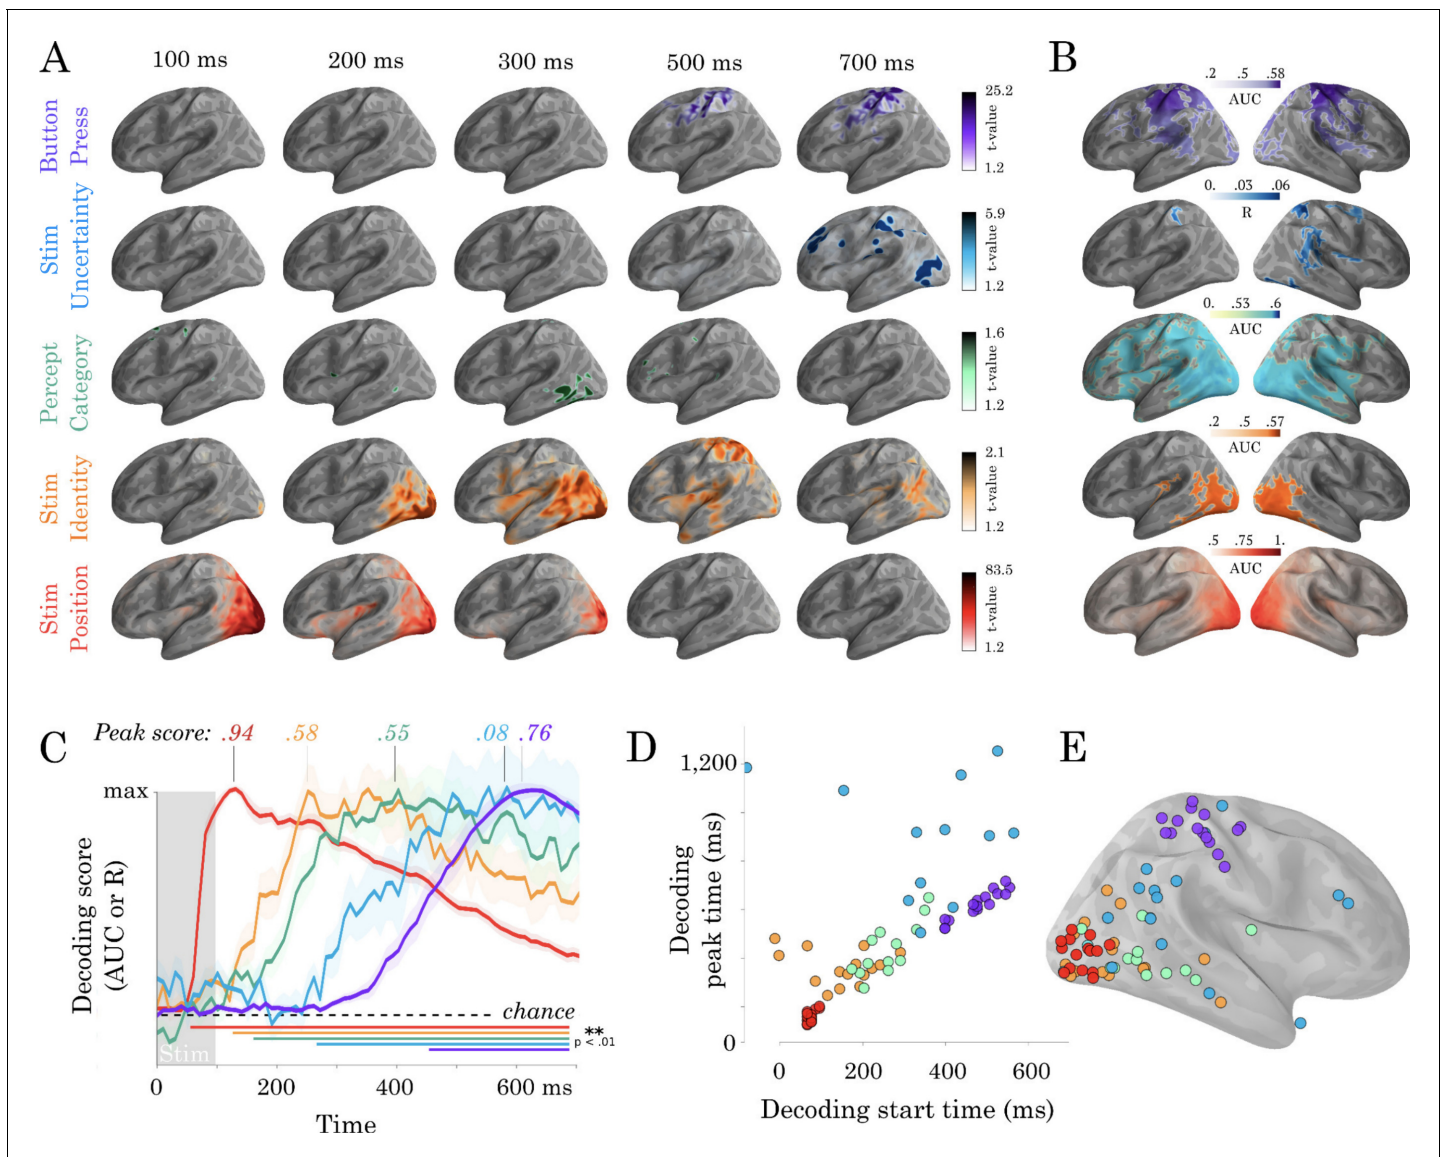 A
100 ms
200 ms
300 ms
500 ms
700 ms
Button
Press
25.2
t-value
1.2
Stim
Uncertainty
5.9
t-value
1.2
Percept
Category
1.6
t-value
1.2
Stim
Identity
2.1
t-value
1.2
Stim
Position
83.5
t-value
1.2
B
.2 .5 .58
AUC
0. .03 .06
R
0. .53 .6
AUC
.2 .5 .57
AUC
.5 .75 1.
AUC
C
Peak score: .94 .58 .55 .08 .76
max
Decoding score
(AUC or R)
chance
**
p < .01
Stim
0 200 400 600 ms
Time
D
1,200
Decoding
peak time (ms)
0
0 200 400 600
Decoding start time (ms)
E